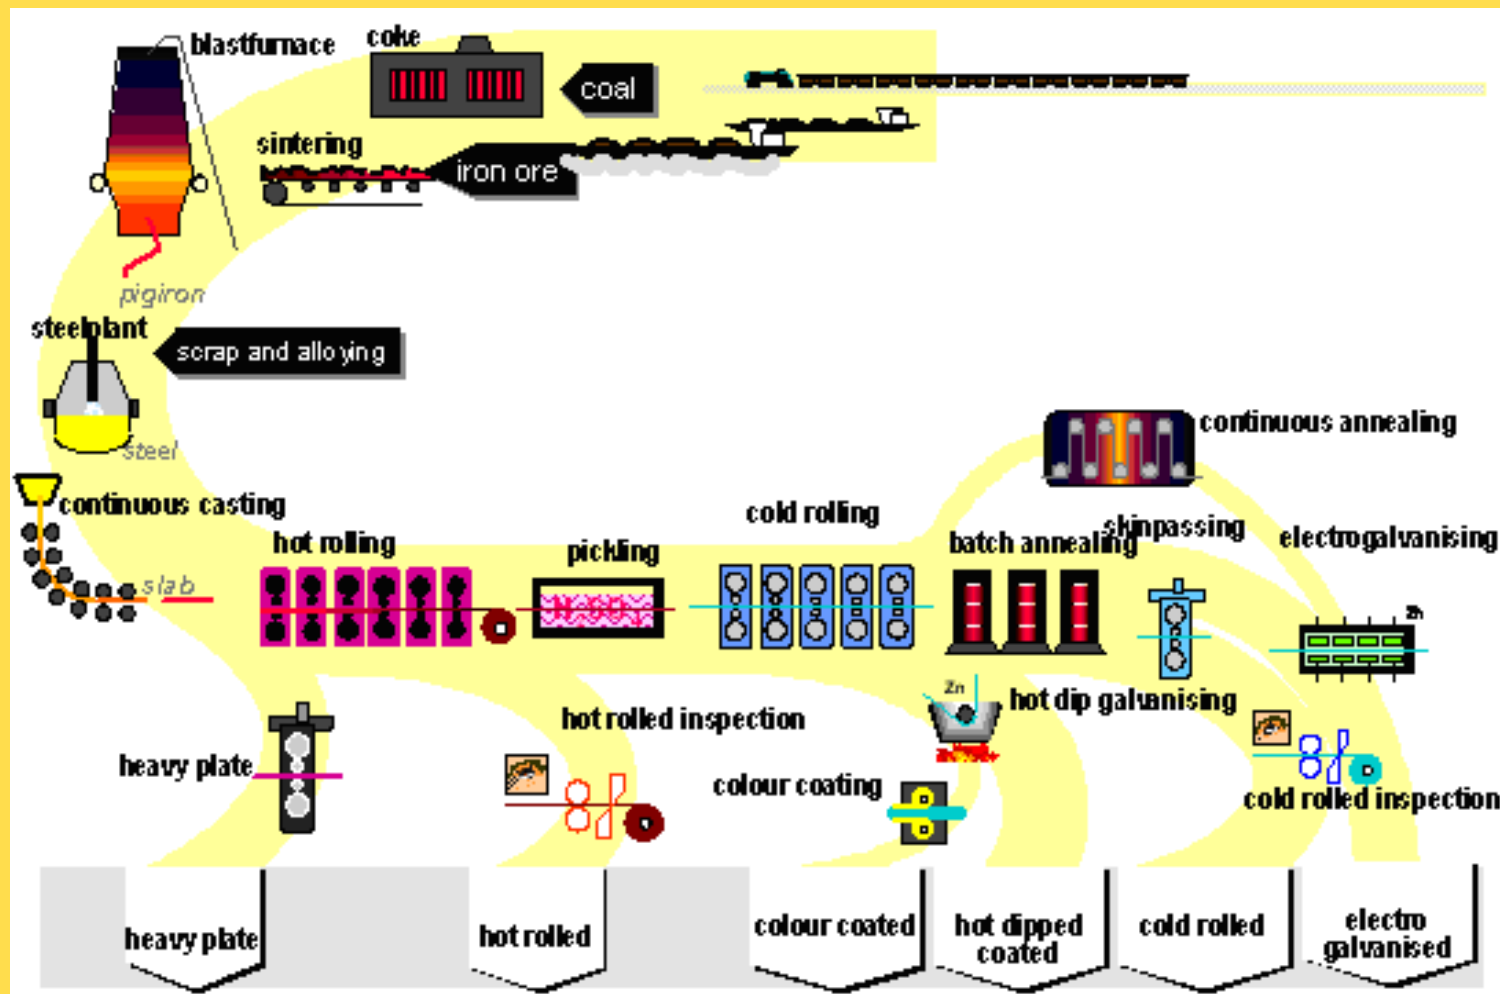 blastfurnace
coke
coal
sintering
iron ore
pigiron
steelplant
scrap and alloying
steel
continuous casting
slab
hot rolling
pickling
cold rolling
continuous annealing
batch annealing
skinpassing
electrogalvanising
Zn
hot dip galvanising
heavy plate
hot rolled inspection
colour coating
cold rolled inspection
heavy plate
hot rolled
colour coated
hot dipped
coated
cold rolled
electro
galvanised